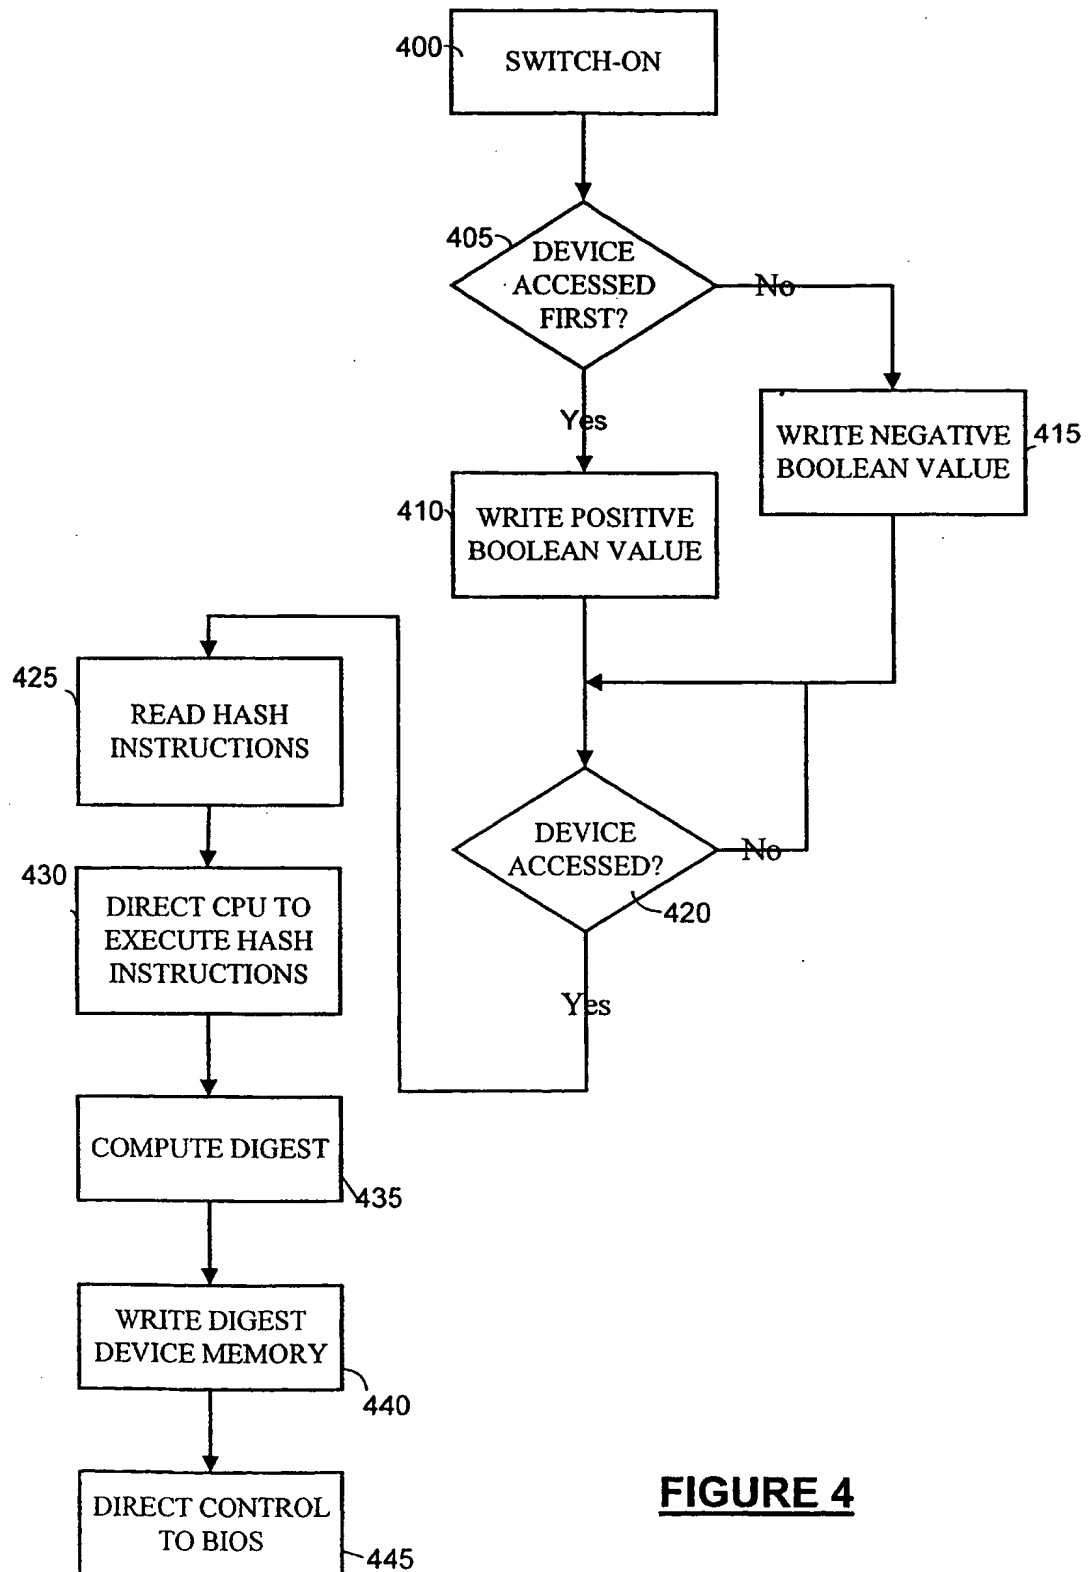 400
SWITCH-ON
405
DEVICE
ACCESSED
FIRST?
No
Yes
WRITE NEGATIVE
BOOLEAN VALUE
415
410
WRITE POSITIVE
BOOLEAN VALUE
425
READ HASH
INSTRUCTIONS
DEVICE
ACCESSED?
No
420
Yes
430
DIRECT CPU TO
EXECUTE HASH
INSTRUCTIONS
COMPUTE DIGEST
435
WRITE DIGEST
DEVICE MEMORY
440
DIRECT CONTROL
TO BIOS
445
FIGURE 4